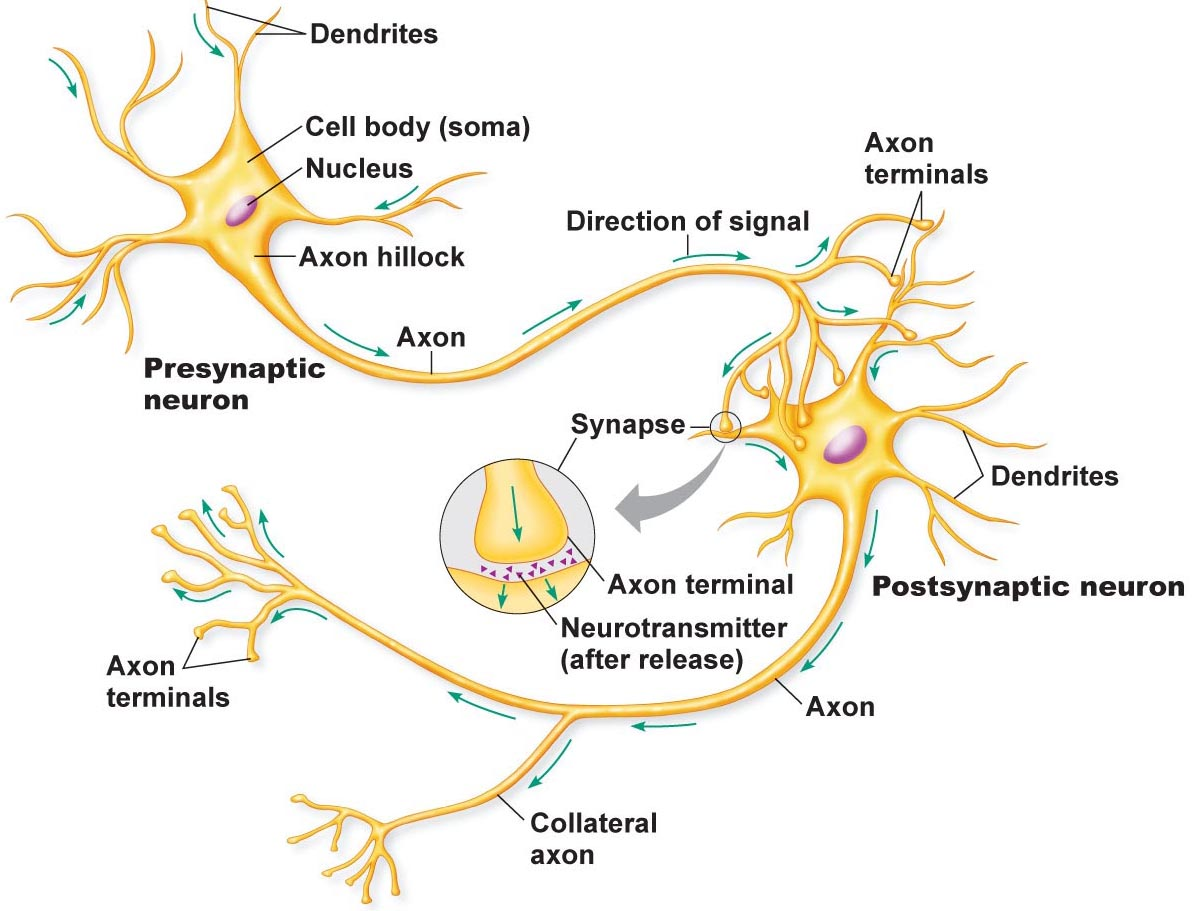 Dendrites
Cell body (soma)
Nucleus
Axon
terminals
Direction of signal
Axon hillock
Axon
Presynaptic
neuron
Synapse
Dendrites
Axon terminal
Postsynaptic neuron
Neurotransmitter
(after release)
Axon
terminals
Axon
Collateral
axon